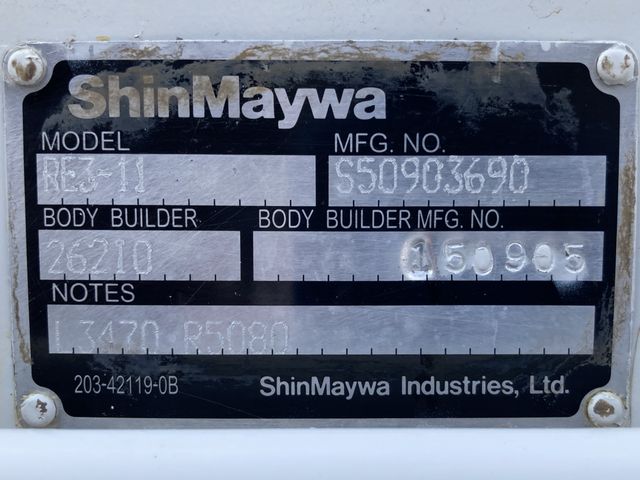 ShinMaywa
MODEL MFG. NO.
RE3-11 S50903690
BODY BUILDER BODY BUILDER MFG. NO.
26210 150905
NOTES
L3470 R5080
203-42119-0B ShinMaywa Industries, Ltd.